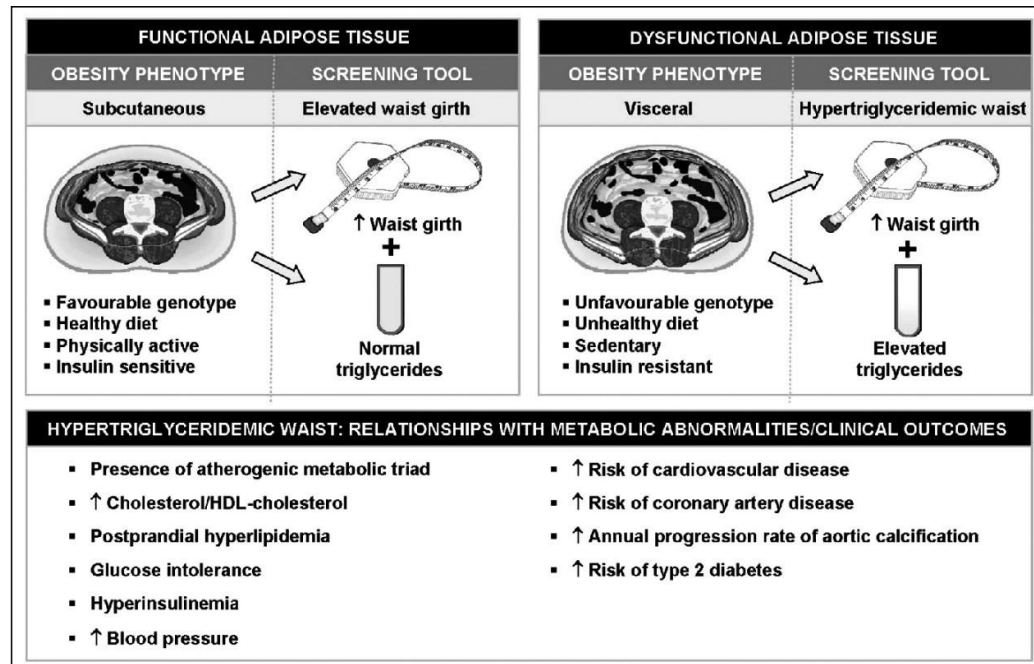 FUNCTIONAL ADIPOSE TISSUE
OBESITY PHENOTYPE
SCREENING TOOL
Subcutaneous
Elevated waist girth
↑ Waist girth
+
▪ Favourable genotype
▪ Healthy diet
▪ Physically active
▪ Insulin sensitive
Normal
triglycerides
DYSFUNCTIONAL ADIPOSE TISSUE
OBESITY PHENOTYPE
SCREENING TOOL
Visceral
Hypertriglyceridemic waist
↑ Waist girth
+
▪ Unfavourable genotype
▪ Unhealthy diet
▪ Sedentary
▪ Insulin resistant
Elevated
triglycerides
HYPERTRIGLYCERIDEMIC WAIST: RELATIONSHIPS WITH METABOLIC ABNORMALITIES/CLINICAL OUTCOMES
▪ Presence of atherogenic metabolic triad
▪ ↑ Cholesterol/HDL-cholesterol
▪ Postprandial hyperlipidemia
▪ Glucose intolerance
▪ Hyperinsulinemia
▪ ↑ Blood pressure
▪ ↑ Risk of cardiovascular disease
▪ ↑ Risk of coronary artery disease
▪ ↑ Annual progression rate of aortic calcification
▪ ↑ Risk of type 2 diabetes